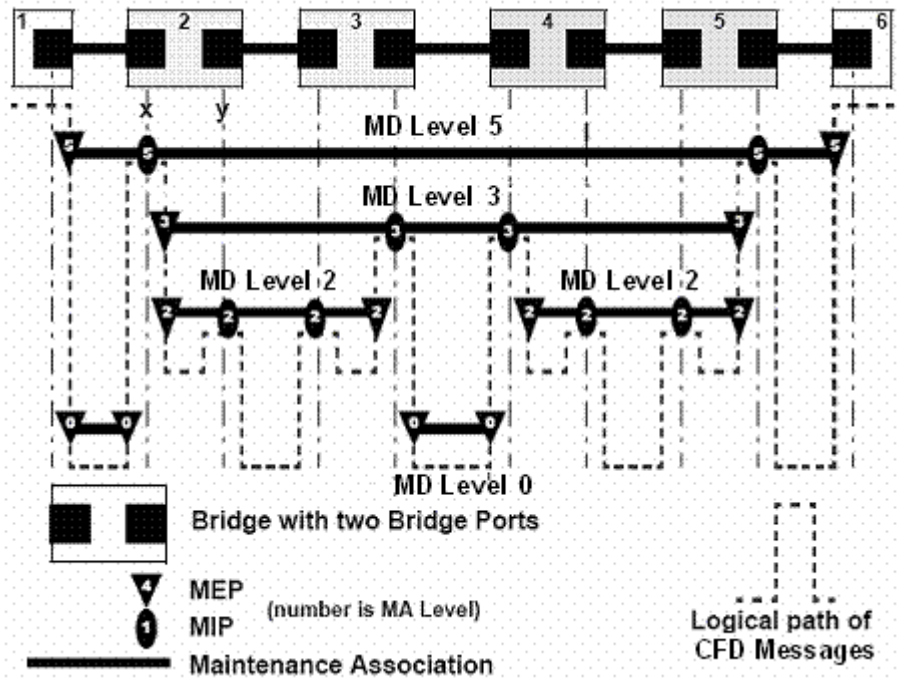 1 2 3 4 5 6
x y
MD Level 5
5 5 5 5
MD Level 3
3 3 3 3
MD Level 2 MD Level 2
2 2 2 2 2 2 2 2
0 0 0 0
MD Level 0
Bridge with two Bridge Ports
4 MEP
(number is MA Level)
1 MIP
Maintenance Association
Logical path of
CFD Messages